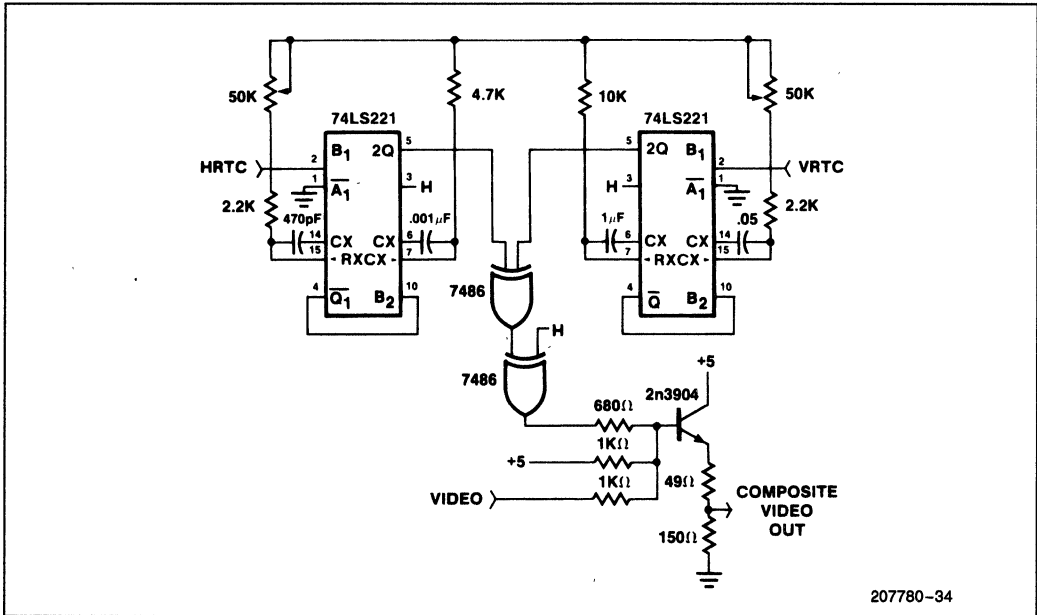 50K
4.7K
10K
50K
74LS221
74LS221
HRTC
2
B1
2Q
5
5
2Q
B1
2
VRTC
1
A̅1̅
3
H
H
3
A̅1̅
1
2.2K
470pF
14
CX
CX
6
.001µF
1µF
6
CX
CX
14
.05
2.2K
15
RXCX
7
7
RXCX
15
4
Q̅1̅
B2
10
4
Q̅
B2
10
7486
H
7486
+5
680Ω
2n3904
+5
1KΩ
VIDEO
1KΩ
49Ω
COMPOSITE
VIDEO
OUT
150Ω
207780-34